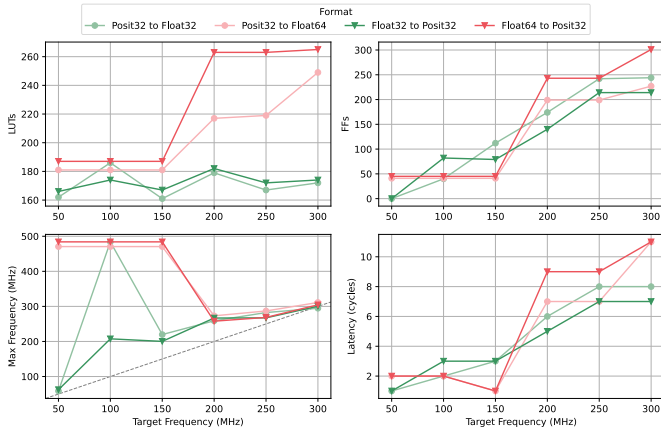 Format
Posit32 to Float32 Posit32 to Float64 Float32 to Posit32 Float64 to Posit32
LUTs
260
240
220
200
180
160
50 100 150 200 250 300
FFs
300
250
200
150
100
50
0
50 100 150 200 250 300
Max Frequency (MHz)
500
400
300
200
100
50 100 150 200 250 300
Target Frequency (MHz)
Latency (cycles)
10
8
6
4
2
50 100 150 200 250 300
Target Frequency (MHz)